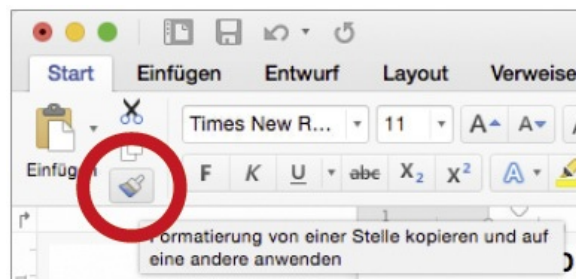 Start Einfügen Entwurf Layout Verweise
Times New R... 11 A A
Einfügen F K U abc X₂ X² A
1
Formatierung von einer Stelle kopieren und auf
eine andere anwenden